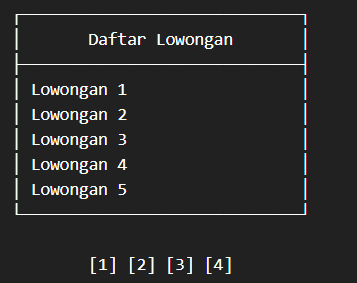 Daftar Lowongan
Lowongan 1
Lowongan 2
Lowongan 3
Lowongan 4
Lowongan 5
[1] [2] [3] [4]